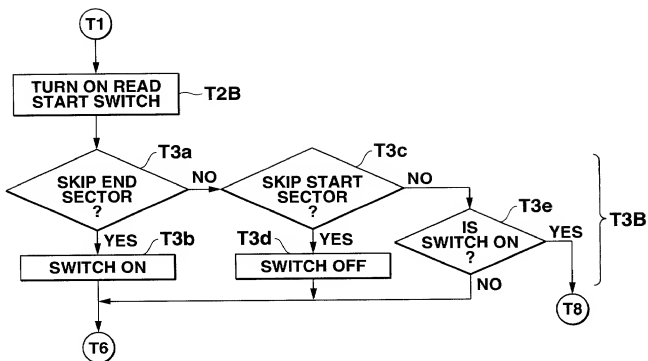 T1
TURN ON READ
START SWITCH
T2B
T3a
SKIP END
SECTOR
?
NO
YES
T3b
SWITCH ON
T3c
SKIP START
SECTOR
?
NO
YES
T3d
SWITCH OFF
T3e
IS
SWITCH ON
?
YES
NO
T3B
T8
T6